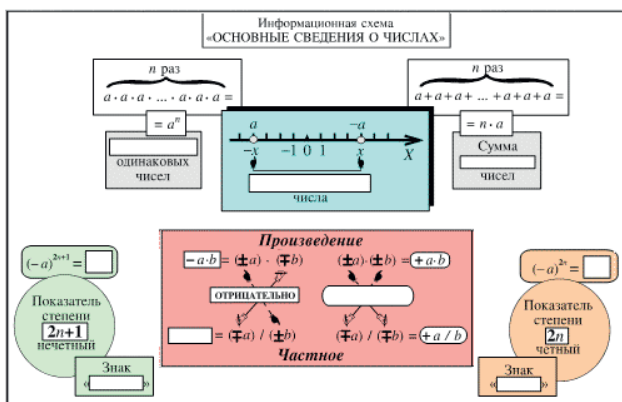 Информационная схема
«ОСНОВНЫЕ СВЕДЕНИЯ О ЧИСЛАХ»
n раз
a · a · a · ... · a · a · a =
= aⁿ
одинаковых
чисел
n раз
a + a + a + ... + a + a + a =
= n · a
Сумма
чисел
a −a
−x −1 0 1 x X
числа
(−a)²ⁿ⁺¹ =
Показатель
степени
2n+1
нечетный
Знак
« »
Произведение
−a·b = (±a) · (∓b) (±a)·(±b) = +a·b
ОТРИЦАТЕЛЬНО
= (∓a) / (±b) (∓a) / (∓b) = +a / b
Частное
(−a)²ⁿ =
Показатель
степени
2n
четный
Знак
« »